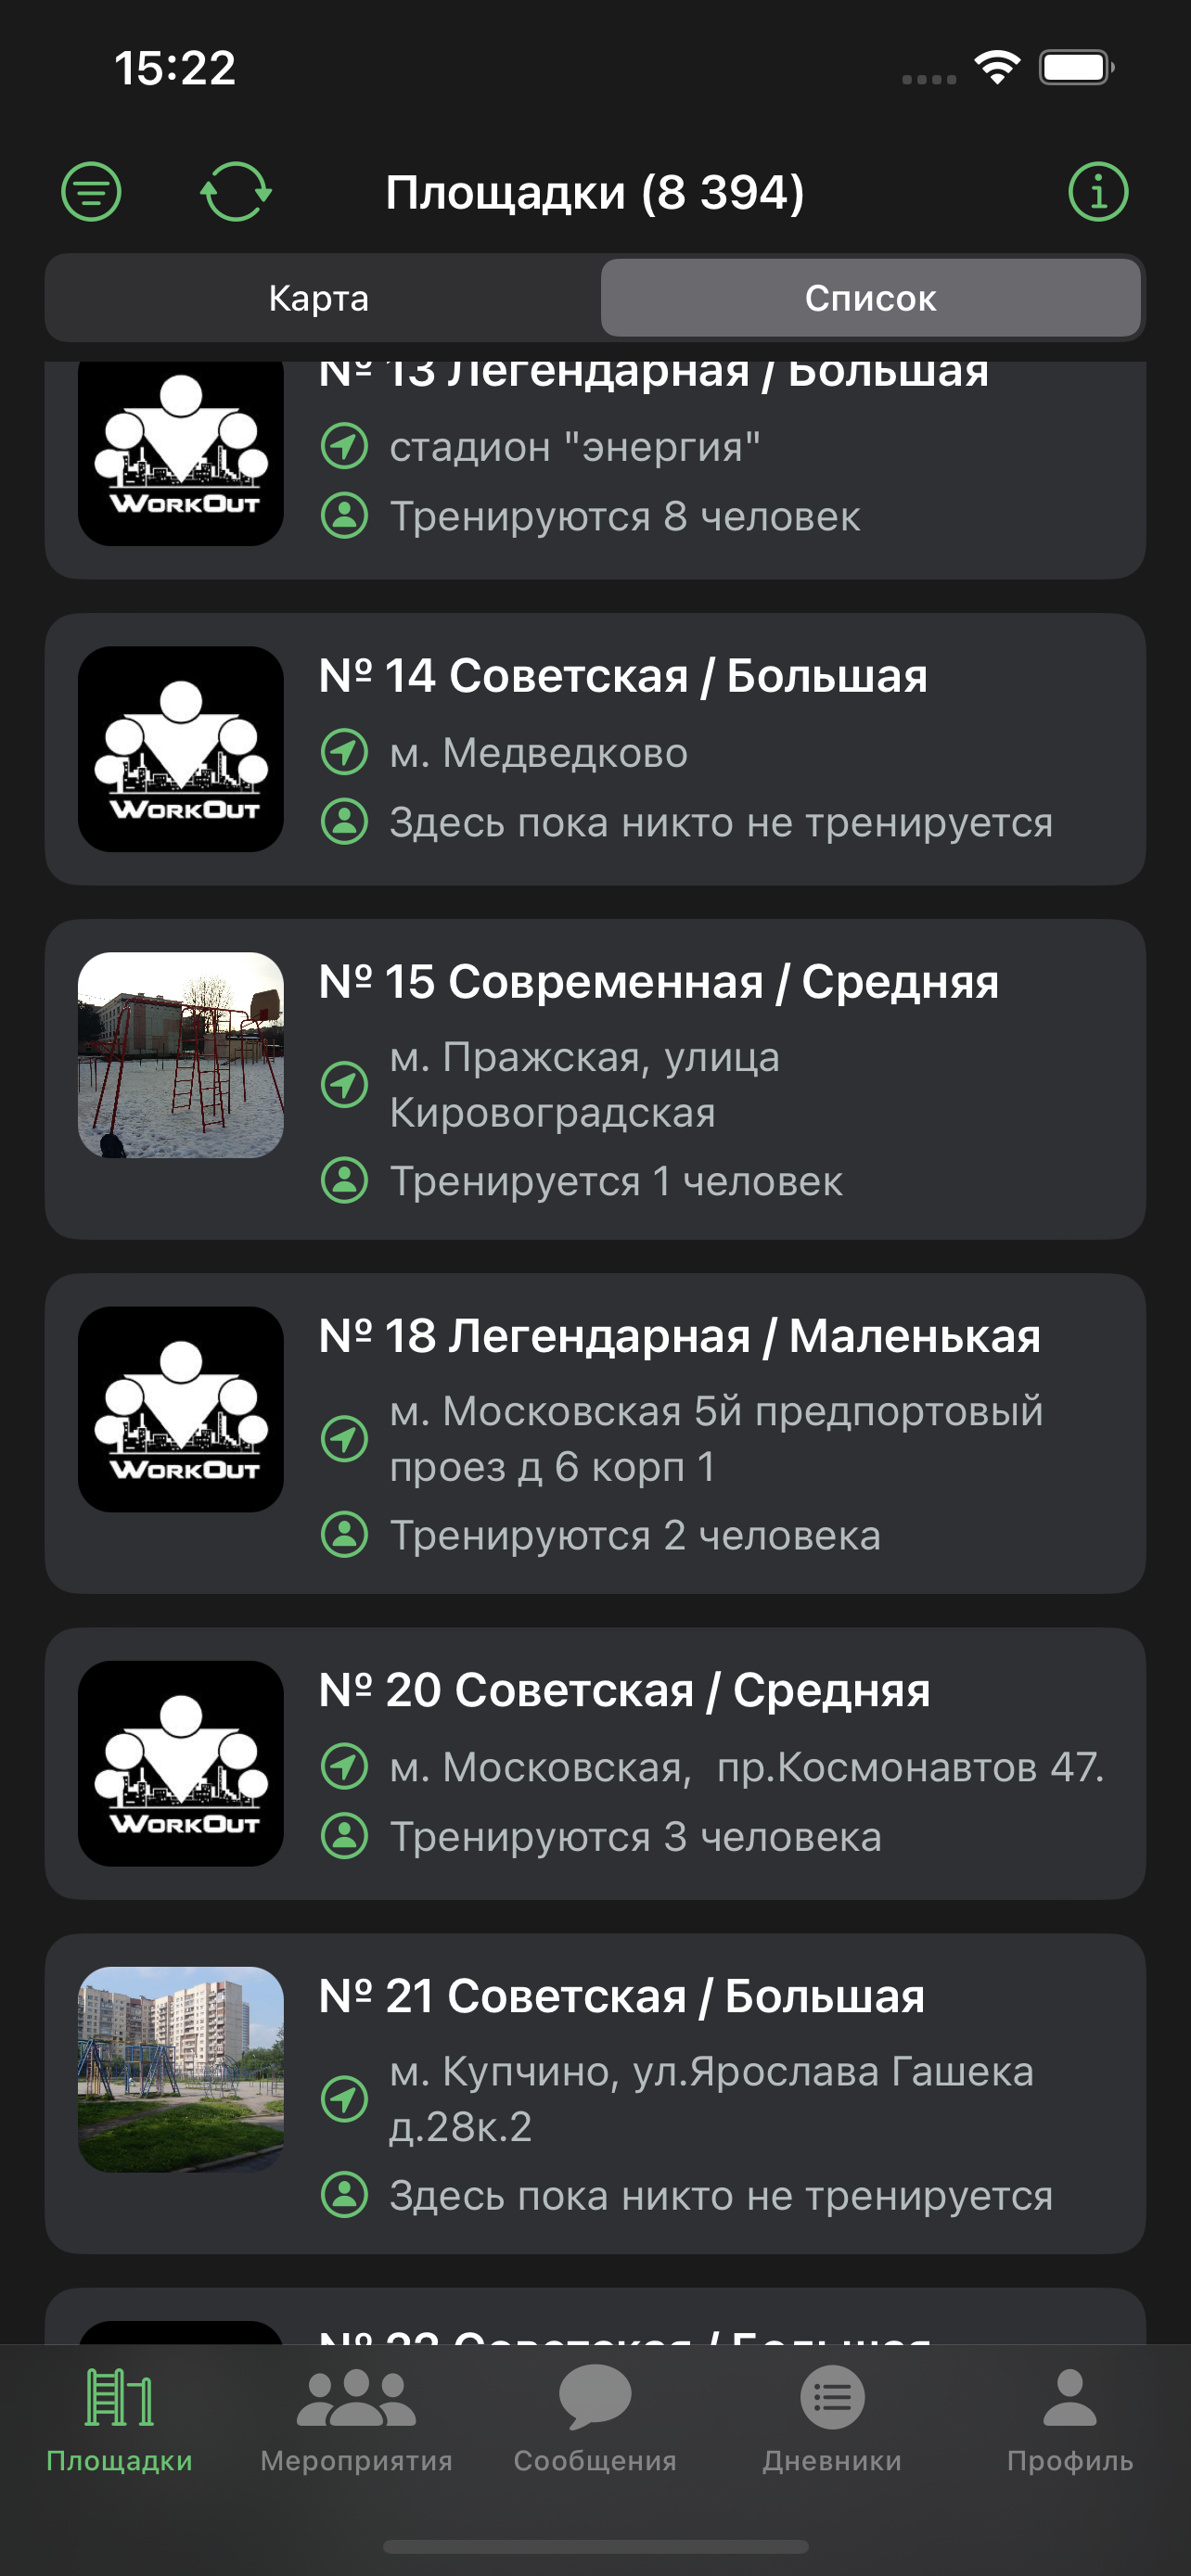 15:22
Площадки (8 394)
Карта
Список
№ 13 Легендарная / Большая
WorkOut
стадион "энергия"
Тренируются 8 человек
№ 14 Советская / Большая
WorkOut
м. Медведково
Здесь пока никто не тренируется
№ 15 Современная / Средняя
м. Пражская, улица
Кировоградская
Тренируется 1 человек
№ 18 Легендарная / Маленькая
WorkOut
м. Московская 5й предпортовый
проез д 6 корп 1
Тренируются 2 человека
№ 20 Советская / Средняя
WorkOut
м. Московская,  пр.Космонавтов 47.
Тренируются 3 человека
№ 21 Советская / Большая
м. Купчино, ул.Ярослава Гашека
д.28к.2
Здесь пока никто не тренируется
№ 22 Советская / Большая
Площадки
Мероприятия
Сообщения
Дневники
Профиль